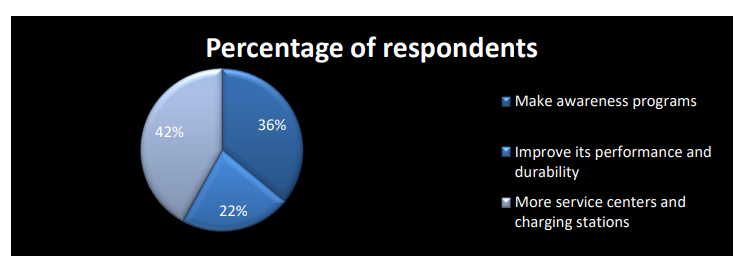 Percentage of respondents
36%
22%
42%
Make awareness programs
Improve its performance and
durability
More service centers and
charging stations